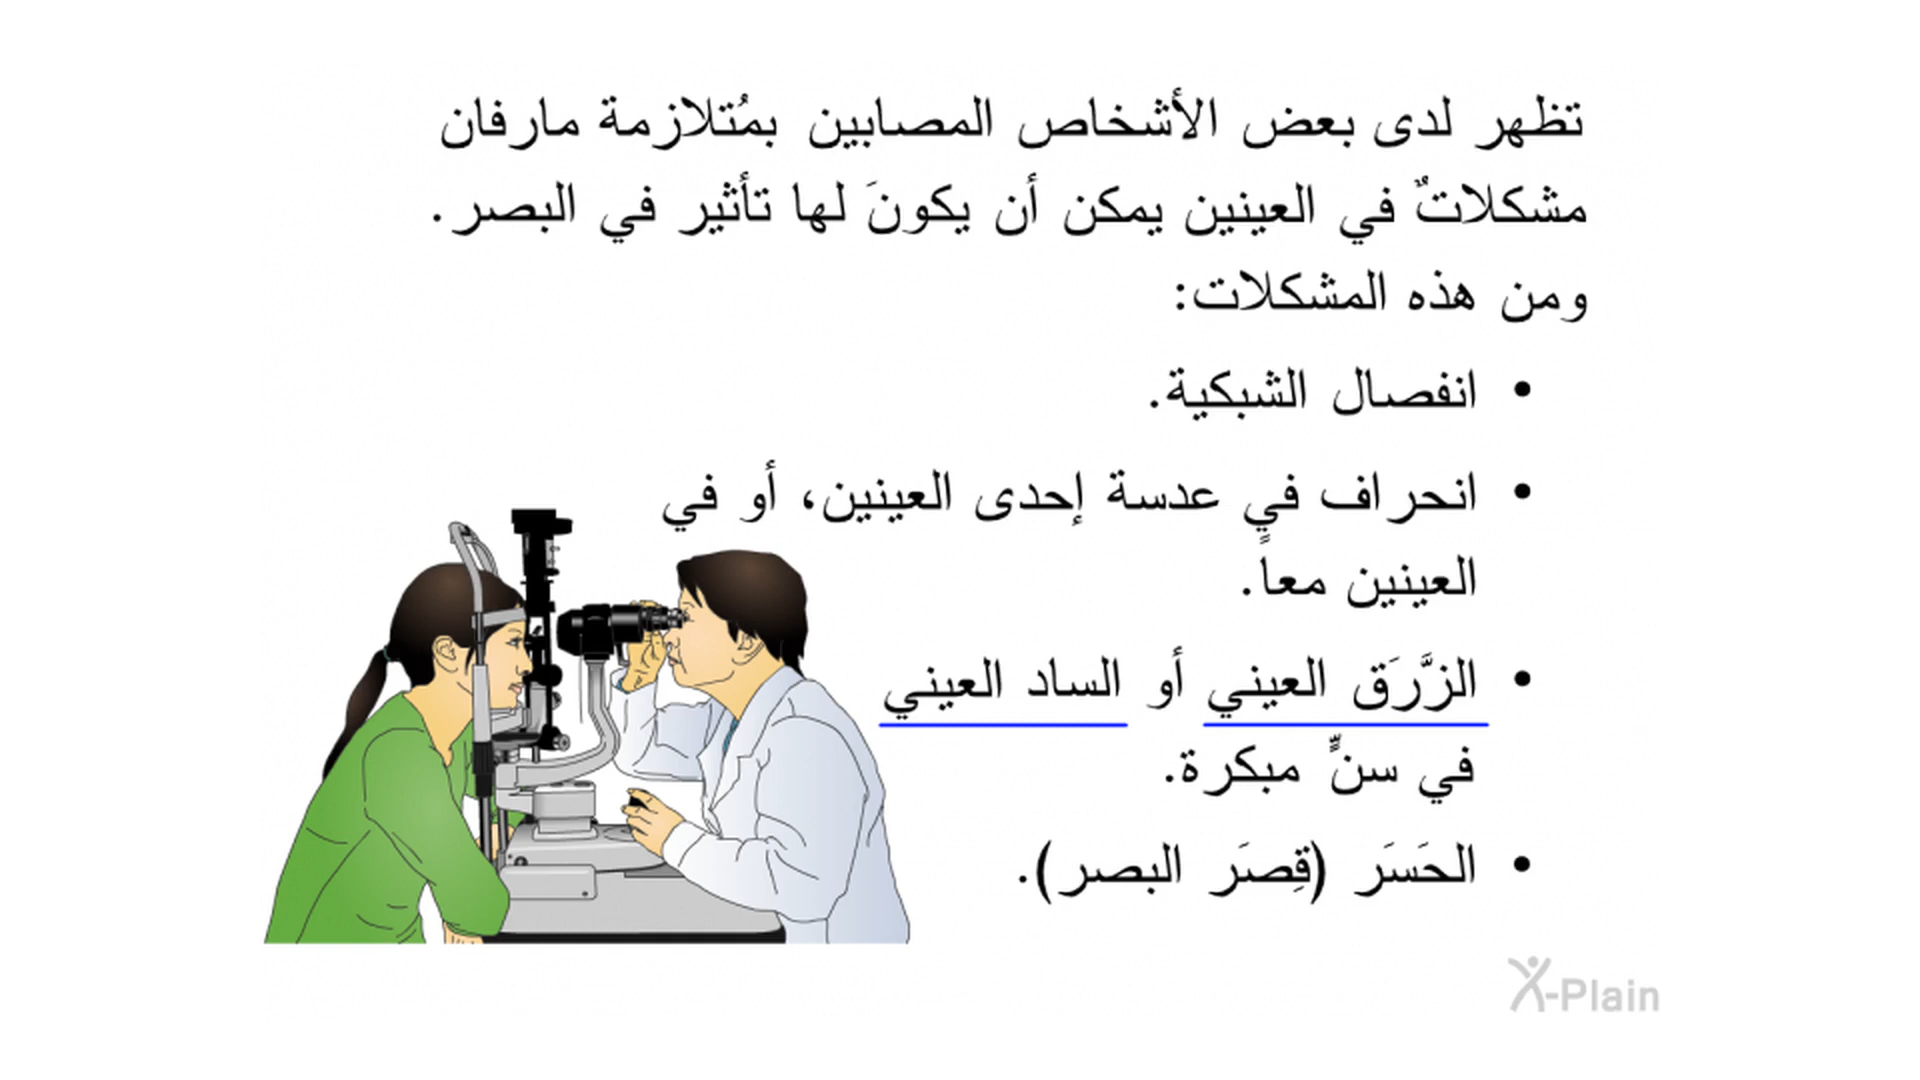 تظهر لدى بعض الأشخاص المصابين بمُتلازمة مارفان
مشكلاتٌ في العينين يمكن أن يكونَ لها تأثير في البصر.
ومن هذه المشكلات:
• انفصال الشبكية.
• انحراف في عدسة إحدى العينين، أو في
العينين معاً.
• الزَّرَق العيني أو الساد العيني
في سنٍّ مبكرة.
• الحَسَر (قِصَر البصر).
X-Plain